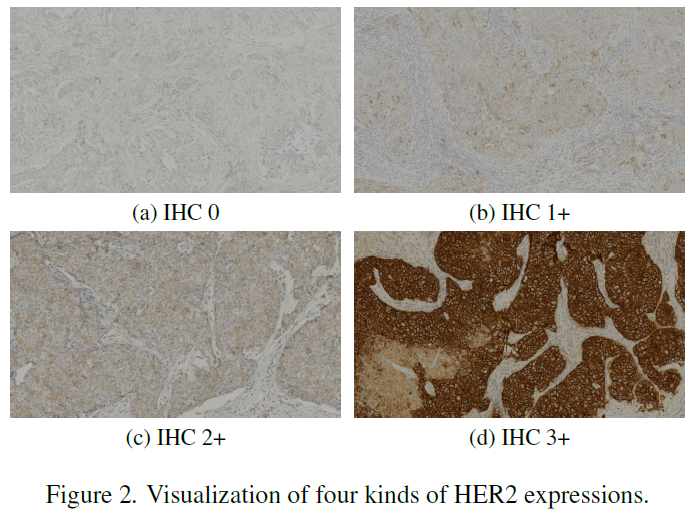 (a) IHC 0
(b) IHC 1+
(c) IHC 2+
(d) IHC 3+
Figure 2. Visualization of four kinds of HER2 expressions.